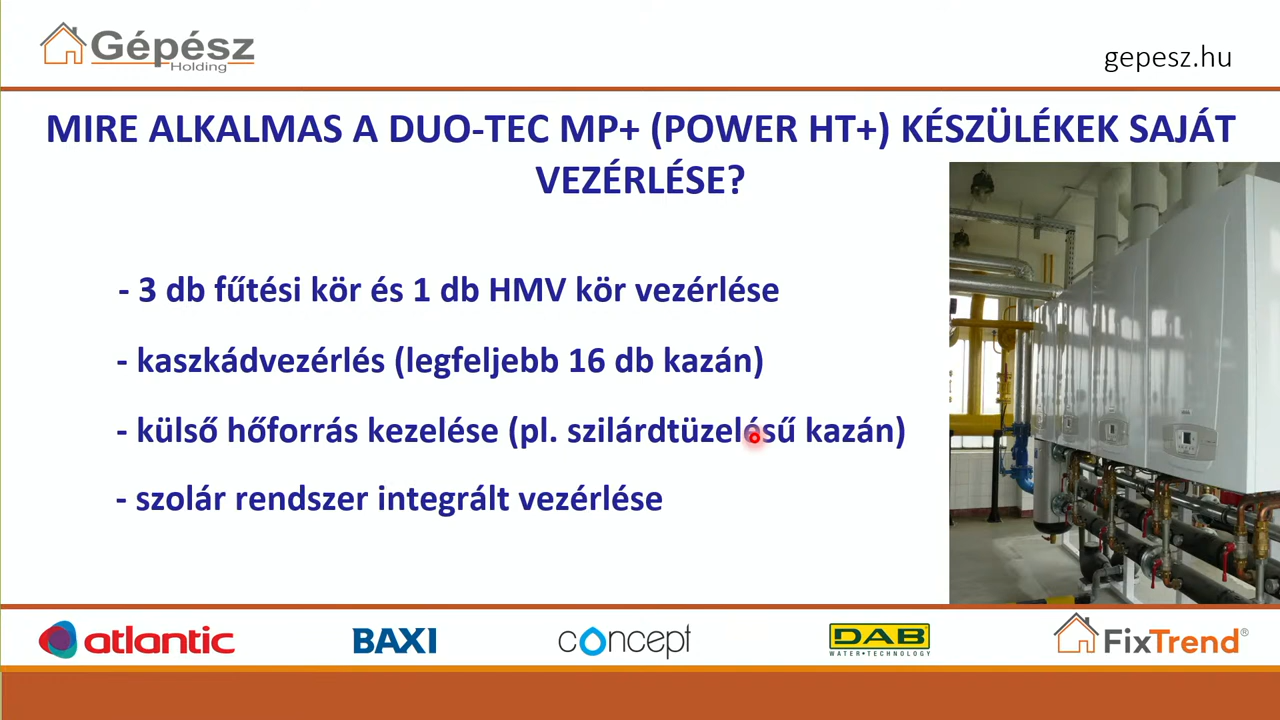 Gépész
Holding
gepesz.hu
MIRE ALKALMAS A DUO-TEC MP+ (POWER HT+) KÉSZÜLÉKEK SAJÁT
VEZÉRLÉSE?
- 3 db fűtési kör és 1 db HMV kör vezérlése
- kaszkádvezérlés (legfeljebb 16 db kazán)
- külső hőforrás kezelése (pl. szilárdtüzelésű kazán)
- szolár rendszer integrált vezérlése
atlantic
BAXI
concept
DAB
WATER•TECHNOLOGY
FixTrend®